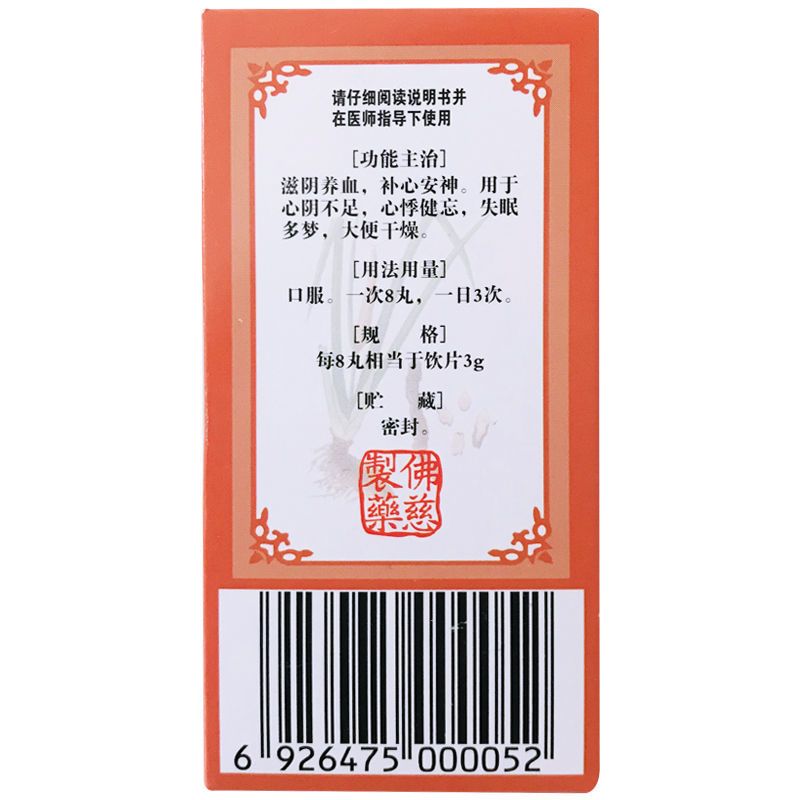 请仔细阅读说明书并
在医师指导下使用
[功能主治]
滋阴养血，补心安神。用于
心阴不足，心悸健忘，失眠
多梦，大便干燥。
[用法用量]
口服。一次8丸，一日3次。
[规　格]
每8丸相当于饮片3g
[贮　藏]
密封。
佛慈
製藥
6 926475 000052